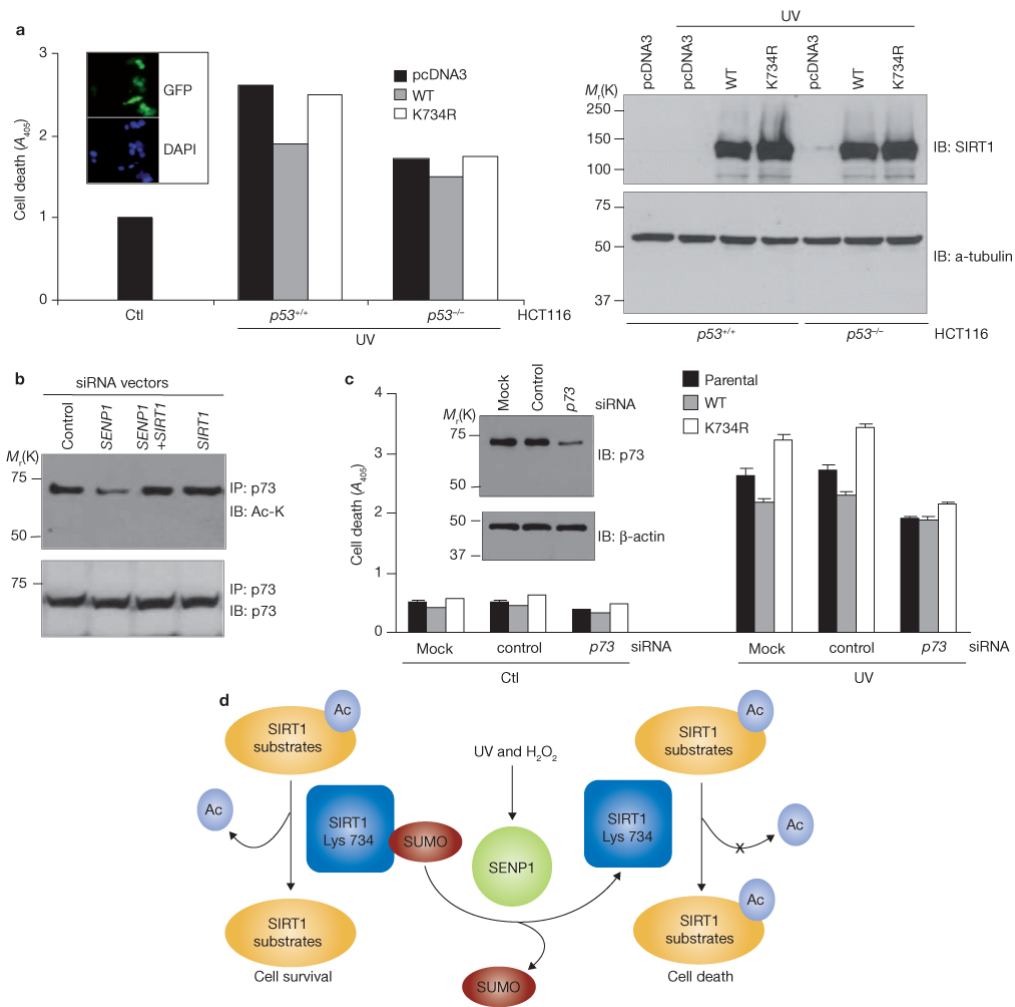 a
3
2
1
0
Cell death (A405)
GFP
DAPI
pcDNA3
WT
K734R
Ctl
p53+/+
p53–/–
HCT116
UV
UV
pcDNA3
pcDNA3
WT
K734R
pcDNA3
WT
K734R
Mr(K)
250
150
100
IB: SIRT1
75
50
37
IB: a-tubulin
p53+/+
p53–/–
HCT116
b
siRNA vectors
Control
SENP1
SENP1
+SIRT1
SIRT1
Mr(K)
75
50
IP: p73
IB: Ac-K
75
IP: p73
IB: p73
c
4
3
2
1
0
Cell death (A405)
Mock
Control
p73
siRNA
Mr(K)
75
50
IB: p73
50
37
IB: β-actin
Parental
WT
K734R
Mock
control
p73
siRNA
Ctl
Mock
control
p73
siRNA
UV
d
Ac
SIRT1
substrates
Ac
SIRT1
Lys 734
SUMO
SIRT1
substrates
Cell survival
UV and H2O2
SENP1
SUMO
SIRT1
Lys 734
Ac
SIRT1
substrates
Ac
x
Ac
SIRT1
substrates
Cell death